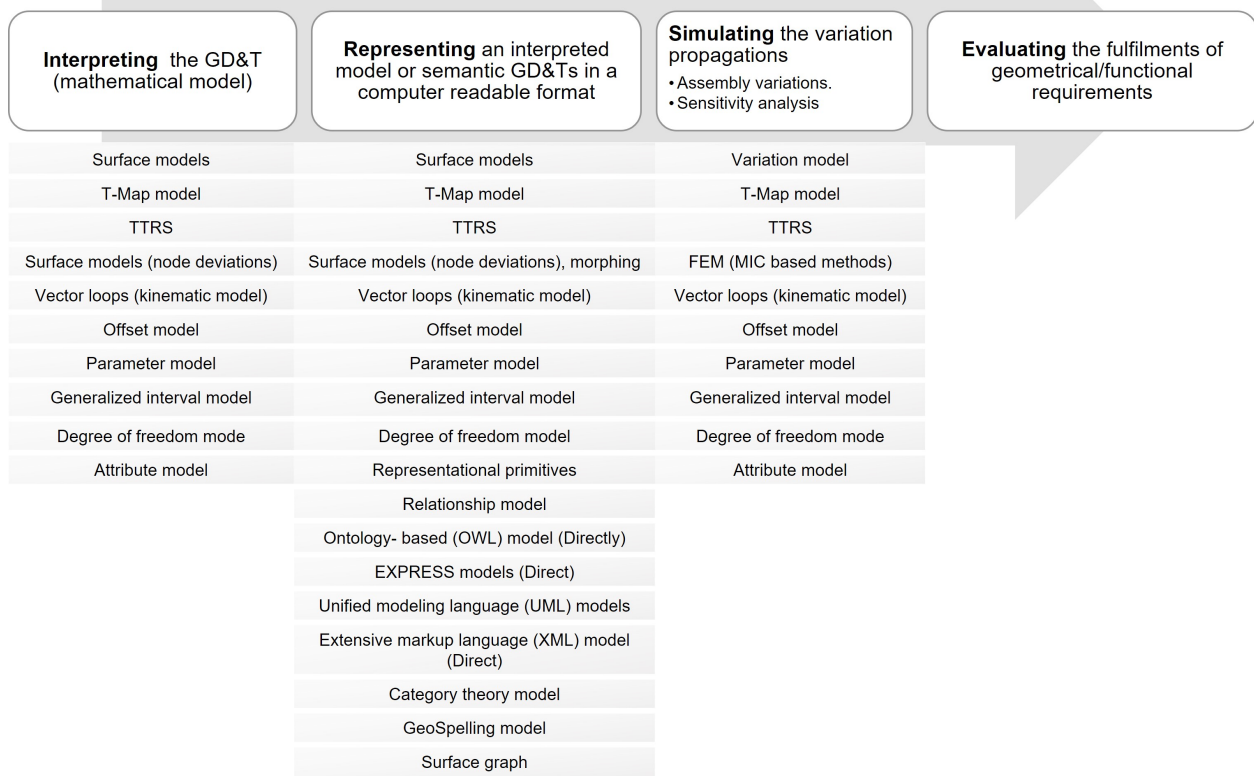 Interpreting the GD&T
(mathematical model)
Representing an interpreted
model or semantic GD&Ts in a
computer readable format
Simulating the variation
propagations
• Assembly variations.
• Sensitivity analysis
Evaluating the fulfilments of
geometrical/functional
requirements
Surface models
Surface models
Variation model
T-Map model
T-Map model
T-Map model
TTRS
TTRS
TTRS
Surface models (node deviations)
Surface models (node deviations), morphing
FEM (MIC based methods)
Vector loops (kinematic model)
Vector loops (kinematic model)
Vector loops (kinematic model)
Offset model
Offset model
Offset model
Parameter model
Parameter model
Parameter model
Generalized interval model
Generalized interval model
Generalized interval model
Degree of freedom mode
Degree of freedom model
Degree of freedom mode
Attribute model
Representational primitives
Attribute model
Relationship model
Ontology- based (OWL) model (Directly)
EXPRESS models (Direct)
Unified modeling language (UML) models
Extensive markup language (XML) model
(Direct)
Category theory model
GeoSpelling model
Surface graph